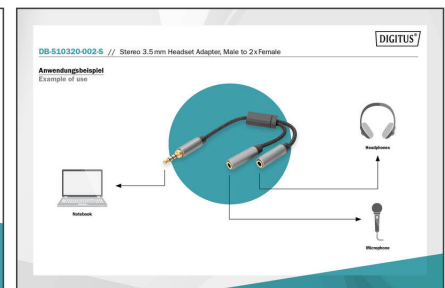 DIGITUS®
DB-510320-002-S // Stereo 3.5 mm Headset Adapter, Male to 2x Female
Anwendungsbeispiel
Example of use
Headphones
Notebook
Microphone